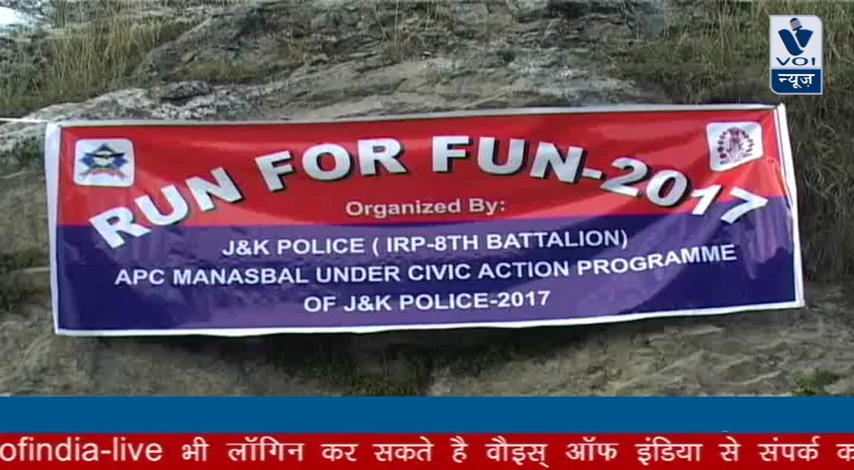 VOI
न्यूज़
RUN FOR FUN-2017
Organized By:
J&K POLICE ( IRP-8TH BATTALION)
APC MANASBAL UNDER CIVIC ACTION PROGRAMME
OF J&K POLICE-2017
ofindia-live भी लॉगिन कर सकते है वौइस् ऑफ इंडिया से संपर्क क